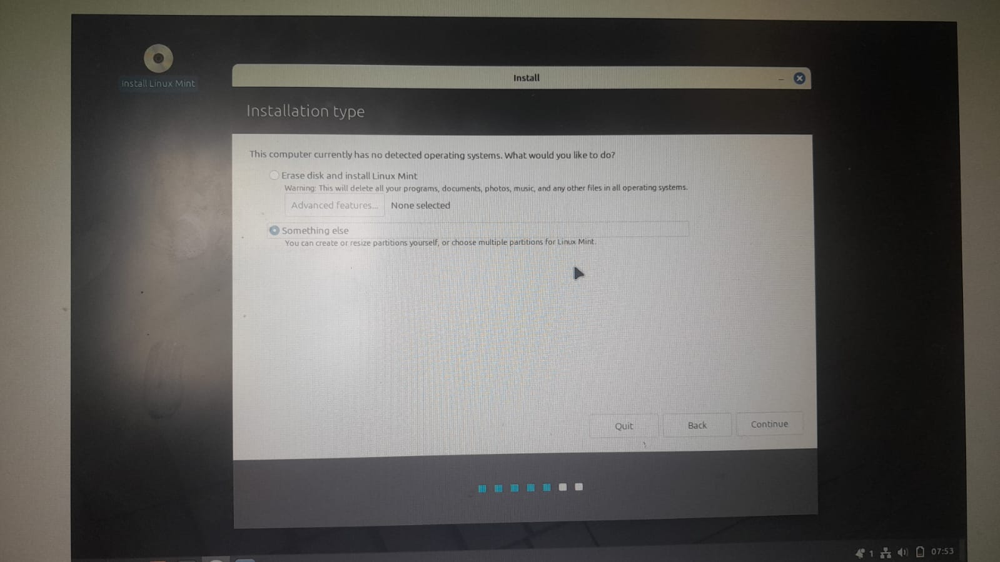 Install Linux Mint
Install
Installation type
This computer currently has no detected operating systems. What would you like to do?
Erase disk and install Linux Mint
Warning: This will delete all your programs, documents, photos, music, and any other files in all operating systems.
Advanced features... None selected
Something else
You can create or resize partitions yourself, or choose multiple partitions for Linux Mint.
Quit Back Continue
1 07:53